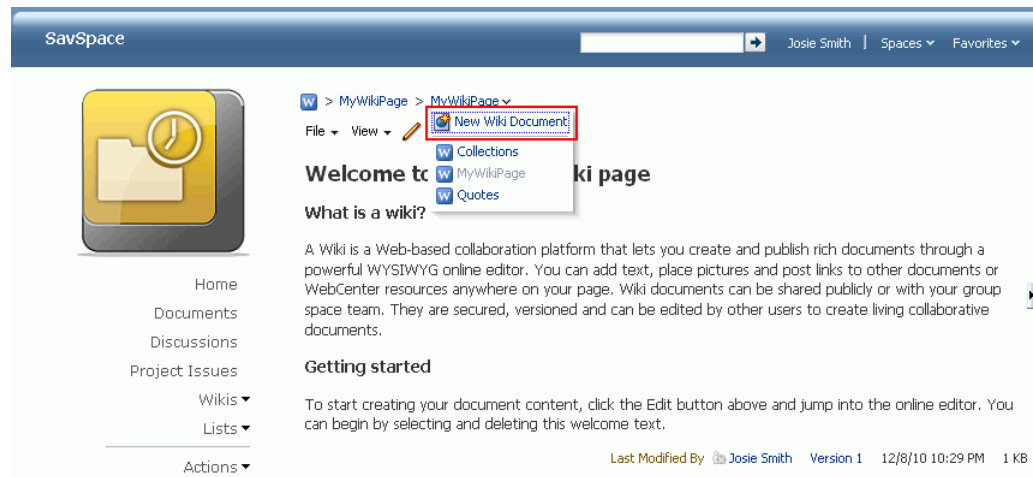 SavSpace
Josie Smith | Spaces Favorites
W > MyWikiPage > MyWikiPage
File View
New Wiki Document
W Collections
W MyWikiPage
W Quotes
Welcome to ki page
What is a wiki?
A Wiki is a Web-based collaboration platform that lets you create and publish rich documents through a
powerful WYSIWYG online editor. You can add text, place pictures and post links to other documents or
WebCenter resources anywhere on your page. Wiki documents can be shared publicly or with your group
space team. They are secured, versioned and can be edited by other users to create living collaborative
documents.
Getting started
To start creating your document content, click the Edit button above and jump into the online editor. You
can begin by selecting and deleting this welcome text.
Last Modified By Josie Smith Version 1 12/8/10 10:29 PM 1 KB
Home
Documents
Discussions
Project Issues
Wikis
Lists
Actions